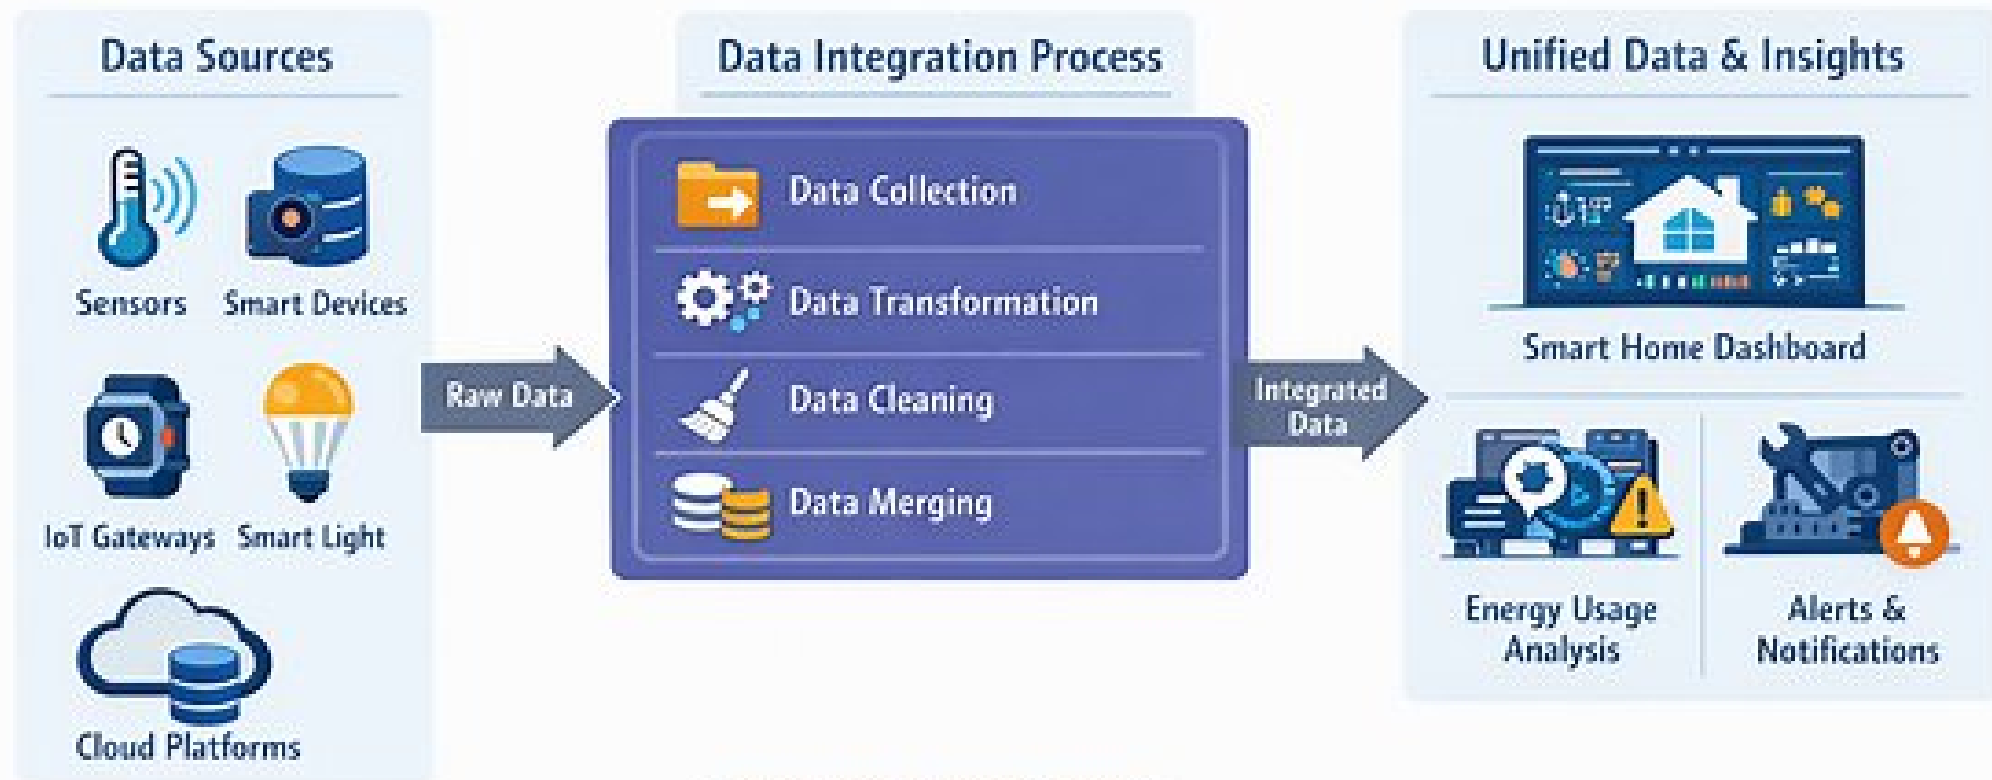 Data Sources
Sensors
Smart Devices
IoT Gateways
Smart Light
Cloud Platforms
Raw Data
Data Integration Process
Data Collection
Data Transformation
Data Cleaning
Data Merging
Integrated
Data
Unified Data & Insights
Smart Home Dashboard
Energy Usage
Analysis
Alerts &
Notifications